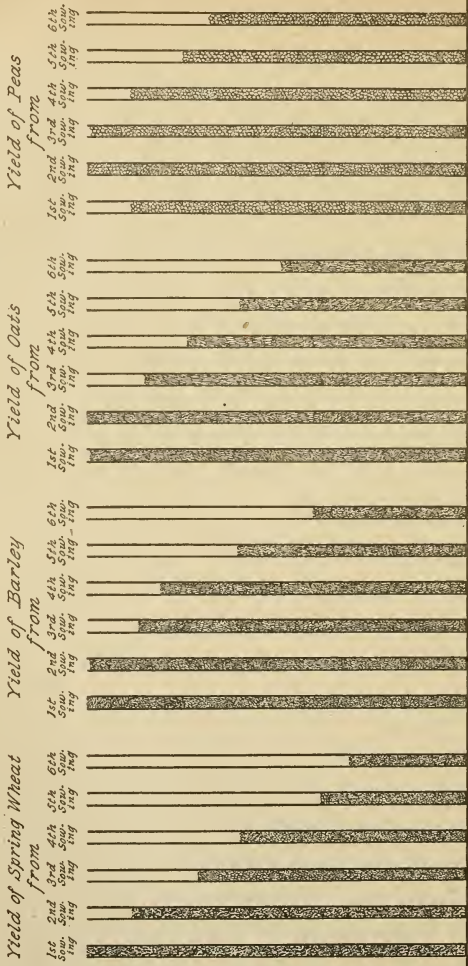 Yield of Spring Wheat
from
1st
Sow-
ing
2nd
Sow-
ing
3rd
Sow-
ing
4th
Sow-
ing
5th
Sow-
ing
6th
Sow-
ing
Yield of Barley
from
1st
Sow-
ing
2nd
Sow-
ing
3rd
Sow-
ing
4th
Sow-
ing
5th
Sow-
ing
6th
Sow-
ing
Yield of Oats
from
1st
Sow-
ing
2nd
Sow-
ing
3rd
Sow-
ing
4th
Sow-
ing
5th
Sow-
ing
6th
Sow-
ing
Yield of Peas
from
1st
Sow-
ing
2nd
Sow-
ing
3rd
Sow-
ing
4th
Sow-
ing
5th
Sow-
ing
6th
Sow-
ing